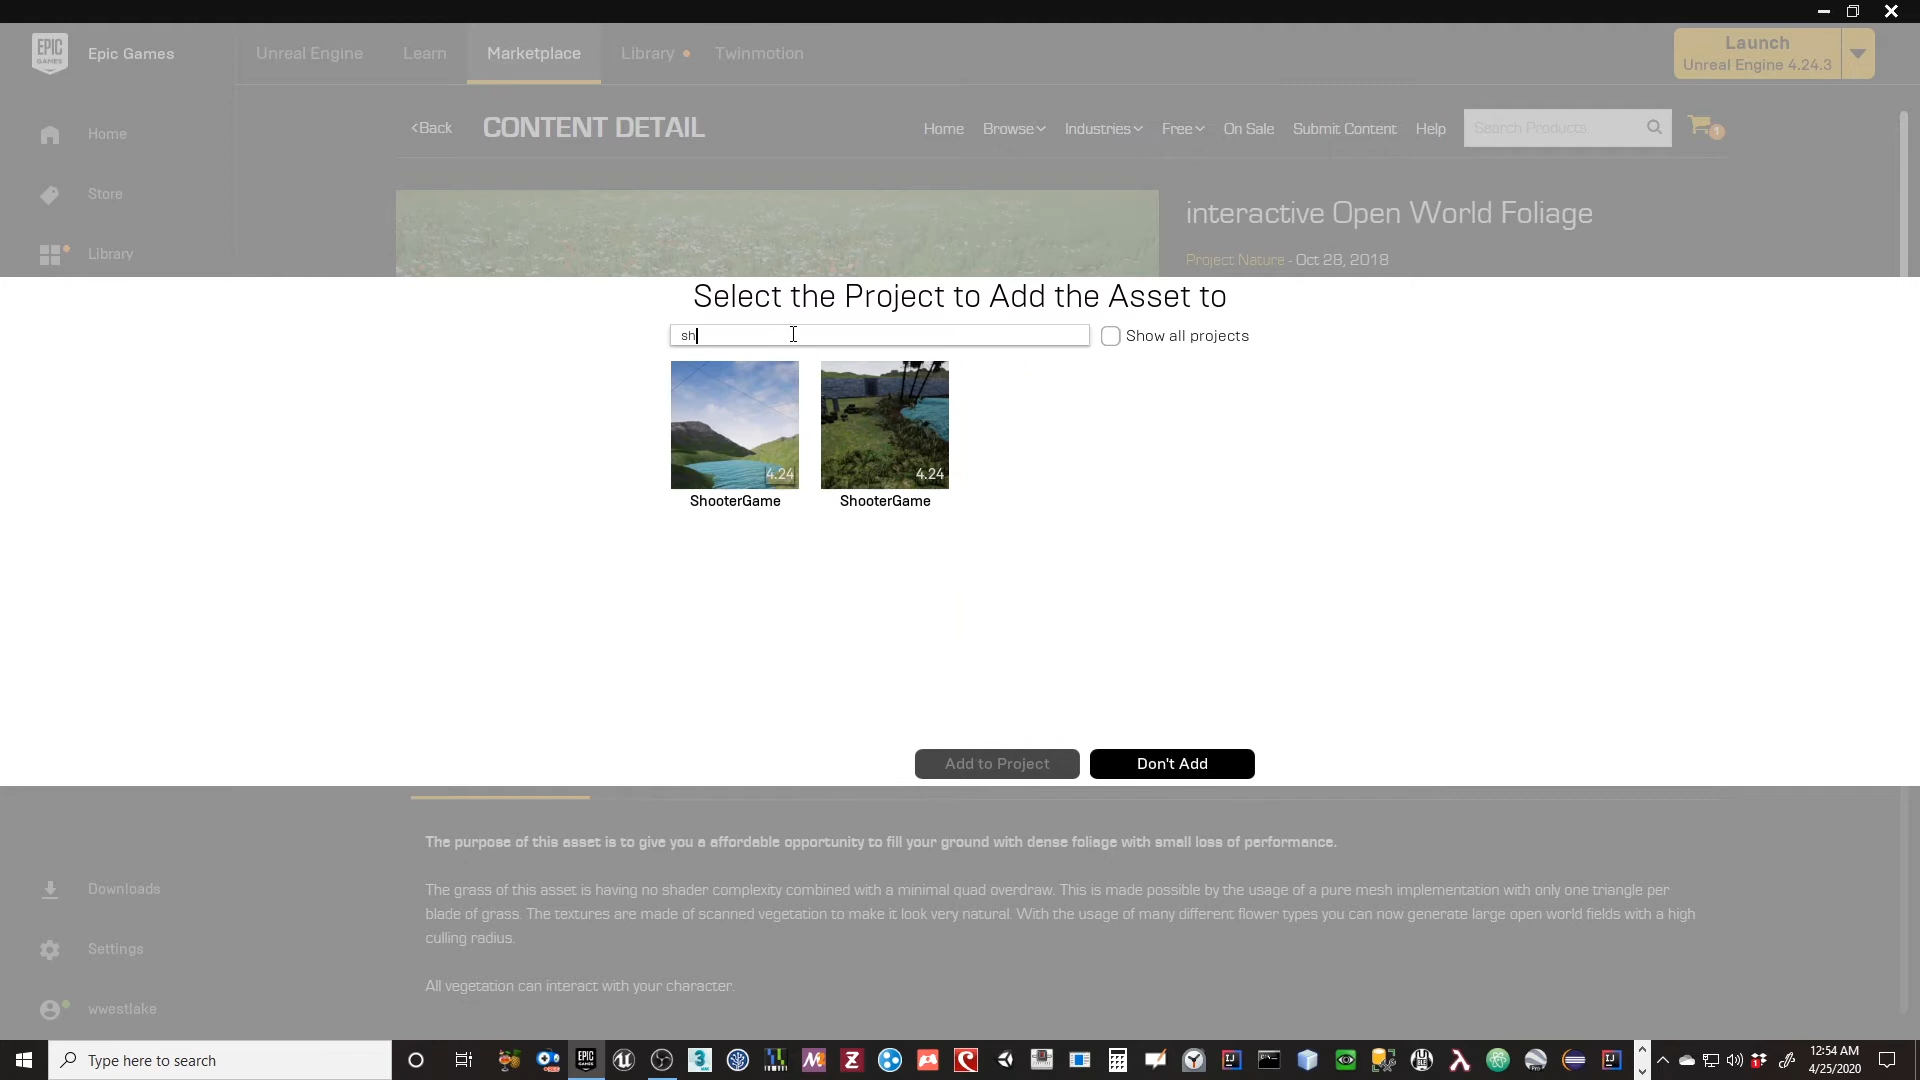 EPIC GAMES
Epic Games
Unreal Engine
Learn
Marketplace
Library
Twinmotion
Launch
Unreal Engine 4.24.3
Home
Store
Library
<Back
CONTENT DETAIL
Home
Browse
Industries
Free
On Sale
Submit Content
Help
Search Products...
1
interactive Open World Foliage
Project Nature - Oct 28, 2018
Select the Project to Add the Asset to
sh
Show all projects
4.24
4.24
ShooterGame
ShooterGame
Add to Project
Don't Add
The purpose of this asset is to give you a affordable opportunity to fill your ground with dense foliage with small loss of performance.
The grass of this asset is having no shader complexity combined with a minimal quad overdraw. This is made possible by the usage of a pure mesh implementation with only one triangle per
blade of grass. The textures are made of scanned vegetation to make it look very natural. With the usage of many different flower types you can now generate large open world fields with a high
culling radius.
All vegetation can interact with your character.
Downloads
Settings
wwestlake
Type here to search
12:54 AM
4/25/2020